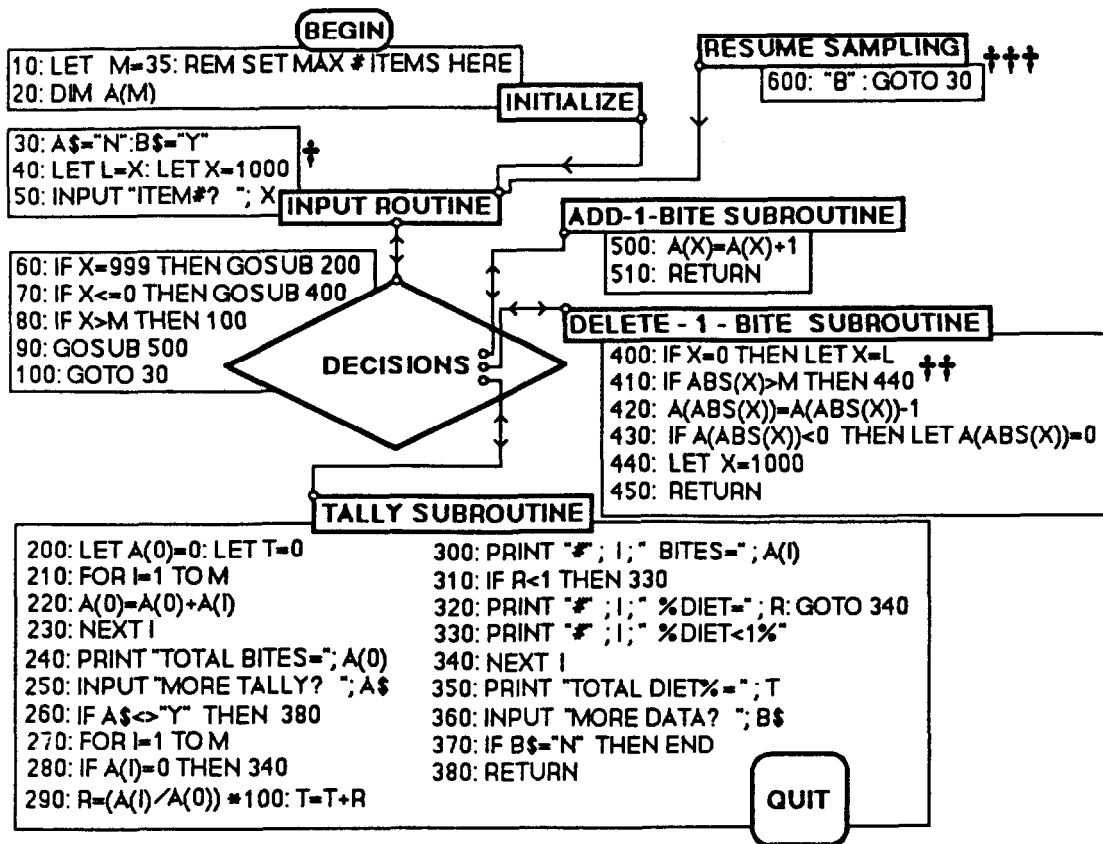 BEGIN
10: LET M=35: REM SET MAX # ITEMS HERE
20: DIM A(M)
INITIALIZE
RESUME SAMPLING †††
600: "B" : GOTO 30
30: A$="N":B$="Y" †
40: LET L=X: LET X=1000
50: INPUT "ITEM#? "; X
INPUT ROUTINE
ADD-1-BITE SUBROUTINE
500: A(X)=A(X)+1
510: RETURN
60: IF X=999 THEN GOSUB 200
70: IF X<=0 THEN GOSUB 400
80: IF X>M THEN 100
90: GOSUB 500
100: GOTO 30
DECISIONS
DELETE - 1 - BITE SUBROUTINE
400: IF X=0 THEN LET X=L
410: IF ABS(X)>M THEN 440 ††
420: A(ABS(X))=A(ABS(X))-1
430: IF A(ABS(X))<0 THEN LET A(ABS(X))=0
440: LET X=1000
450: RETURN
TALLY SUBROUTINE
200: LET A(0)=0: LET T=0
210: FOR I=1 TO M
220: A(0)=A(0)+A(I)
230: NEXT I
240: PRINT "TOTAL BITES="; A(0)
250: INPUT "MORE TALLY? "; A$
260: IF A$<>"Y" THEN 380
270: FOR I=1 TO M
280: IF A(I)=0 THEN 340
290: R=(A(I)/A(0)) *100: T=T+R
300: PRINT "#"; I;" BITES=" ; A(I)
310: IF R<1 THEN 330
320: PRINT "#" ; I;" %DIET=" ; R: GOTO 340
330: PRINT "#" ; I;" %DIET<1%"
340: NEXT I
350: PRINT "TOTAL DIET%=" ; T
360: INPUT "MORE DATA? "; B$
370: IF B$="N" THEN END
380: RETURN
QUIT